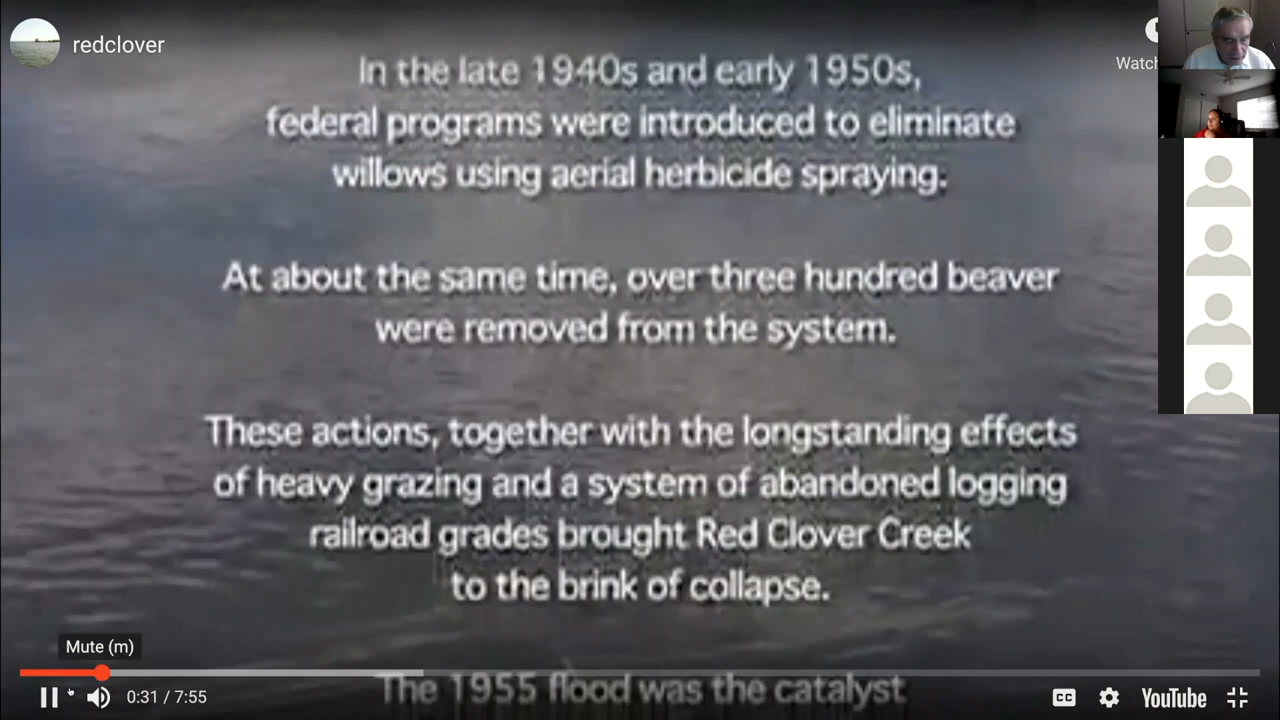 redclover
Watch
In the late 1940s and early 1950s,
federal programs were introduced to eliminate
willows using aerial herbicide spraying.
At about the same time, over three hundred beaver
were removed from the system.
These actions, together with the longstanding effects
of heavy grazing and a system of abandoned logging
railroad grades brought Red Clover Creek
to the brink of collapse.
Mute (m)
The 1955 flood was the catalyst
0:31 / 7:55
CC
YouTube